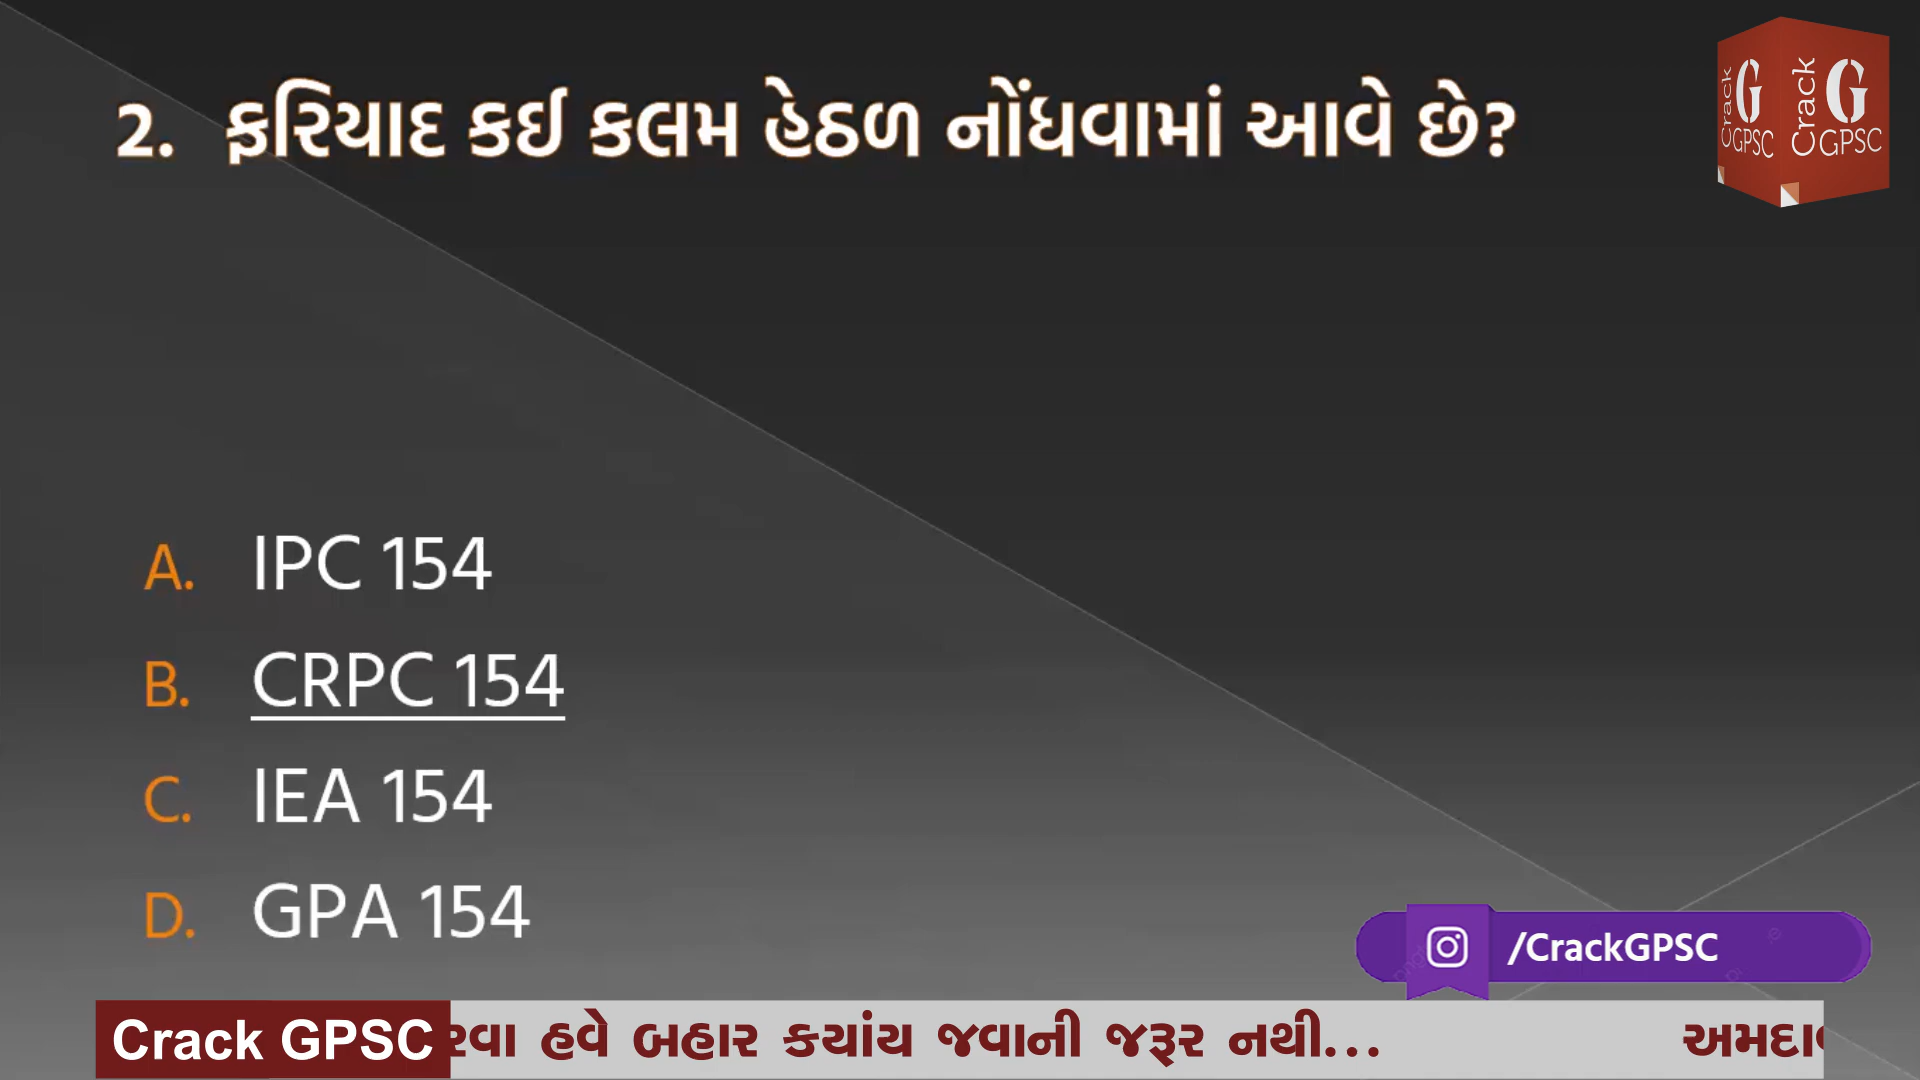 2. ફરિયાદ કઈ કલમ હેઠળ નોંધવામાં આવે છે?
Crack G GPSC
Crack G GPSC
A. IPC 154
B. CRPC 154
C. IEA 154
D. GPA 154
/CrackGPSC
Crack GPSC હવે બહાર કયાંય જવાની જરૂર નથી...